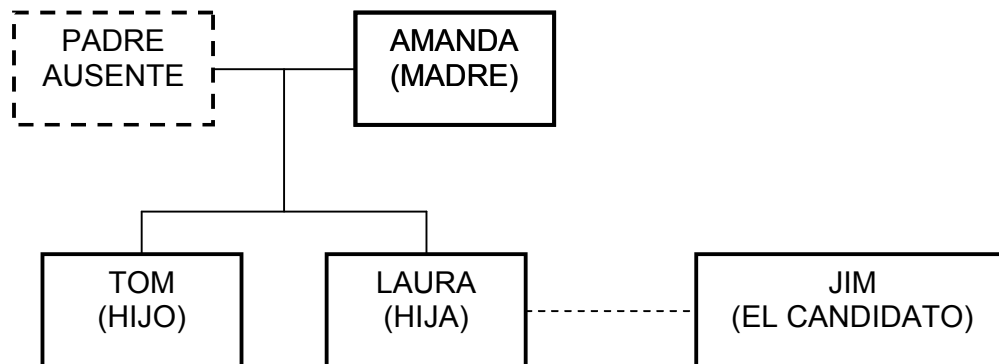 PADRE
AUSENTE
AMANDA
(MADRE)
TOM
(HIJO)
LAURA
(HIJA)
JIM
(EL CANDIDATO)